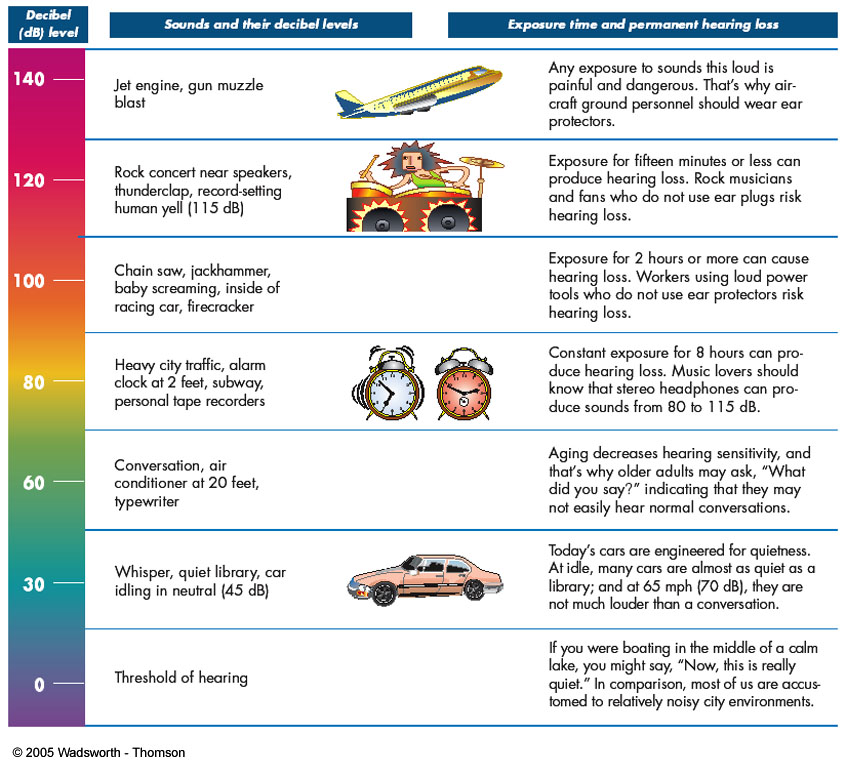 Decibel
(dB) level
Sounds and their decibel levels
Exposure time and permanent hearing loss
140
Jet engine, gun muzzle
blast
Any exposure to sounds this loud is
painful and dangerous. That's why air-
craft ground personnel should wear ear
protectors.
120
Rock concert near speakers,
thunderclap, record-setting
human yell (115 dB)
Exposure for fifteen minutes or less can
produce hearing loss. Rock musicians
and fans who do not use ear plugs risk
hearing loss.
100
Chain saw, jackhammer,
baby screaming, inside of
racing car, firecracker
Exposure for 2 hours or more can cause
hearing loss. Workers using loud power
tools who do not use ear protectors risk
hearing loss.
80
Heavy city traffic, alarm
clock at 2 feet, subway,
personal tape recorders
Constant exposure for 8 hours can pro-
duce hearing loss. Music lovers should
know that stereo headphones can pro-
duce sounds from 80 to 115 dB.
60
Conversation, air
conditioner at 20 feet,
typewriter
Aging decreases hearing sensitivity, and
that's why older adults may ask, "What
did you say?" indicating that they may
not easily hear normal conversations.
30
Whisper, quiet library, car
idling in neutral (45 dB)
Today's cars are engineered for quietness.
At idle, many cars are almost as quiet as a
library; and at 65 mph (70 dB), they are
not much louder than a conversation.
0
Threshold of hearing
If you were boating in the middle of a calm
lake, you might say, "Now, this is really
quiet." In comparison, most of us are accus-
tomed to relatively noisy city environments.
© 2005 Wadsworth - Thomson